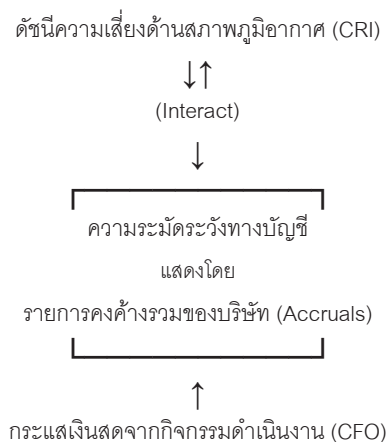 ดัชนีความเสี่ยงด้านสภาพภูมิอากาศ (CRI)
↓↑
(Interact)
↓
ความระมัดระวังทางบัญชี
แสดงโดย
รายการคงค้างรวมของบริษัท (Accruals)
↑
กระแสเงินสดจากกิจกรรมดำเนินงาน (CFO)